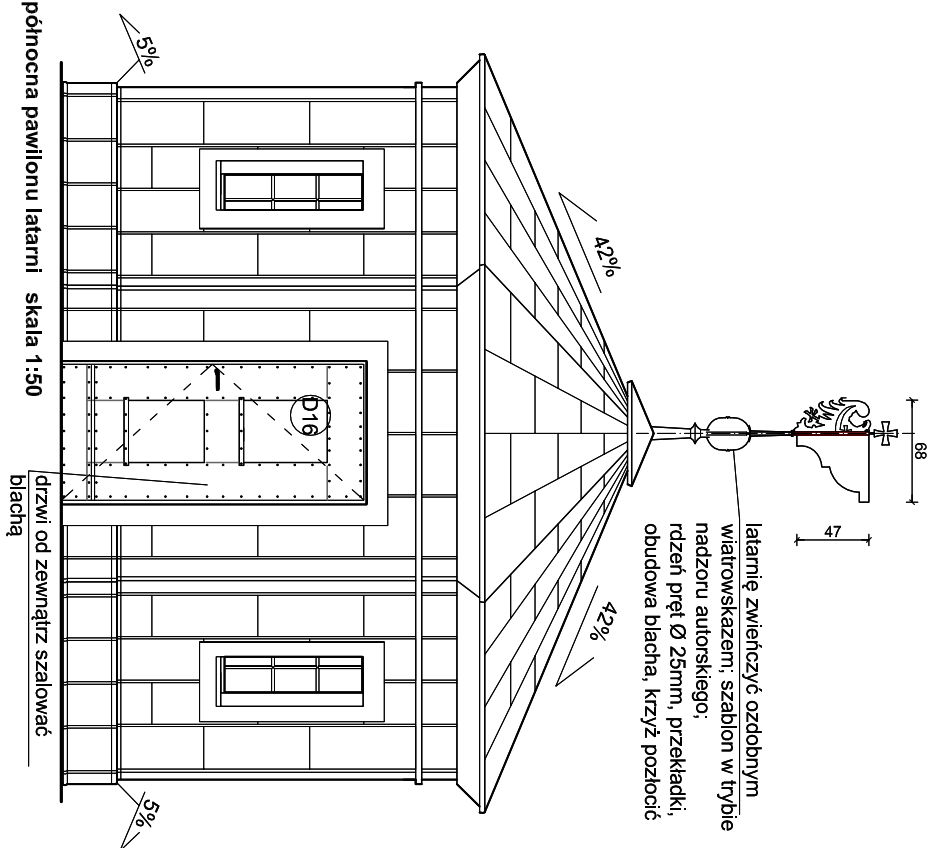 68
47
latarnię zwieńczyć ozdobnym
wiatrowskazem; szablon w trybie
nadzoru autorskiego;
rdzeń pręt Ø 25mm, przekładki,
obudowa blacha, krzyż pozłocić
42%
42%
D16
5%
5%
drzwi od zewnątrz szalować
blachą
północna pawilonu latarni skala 1:50